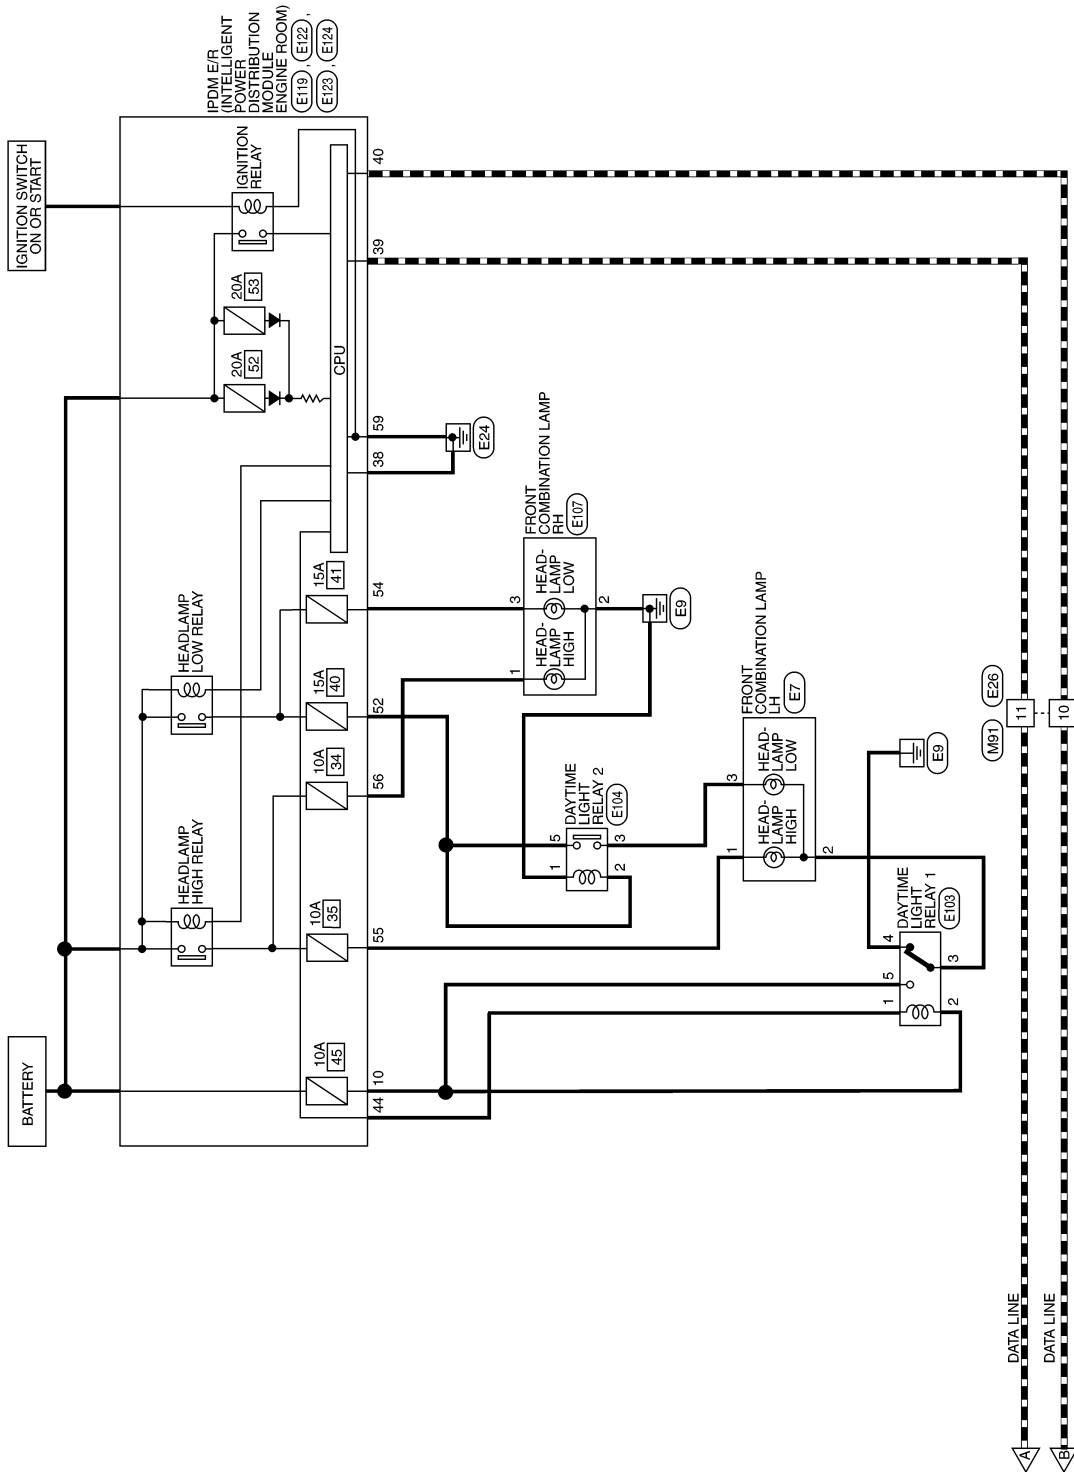 BATTERY
IGNITION SWITCH
ON OR START
IPDM E/R
(INTELLIGENT
POWER
DISTRIBUTION
MODULE
ENGINE ROOM)
E119 , E122 ,
E123 , E124
HEADLAMP
HIGH RELAY
HEADLAMP
LOW RELAY
20A
52
20A
53
IGNITION
RELAY
CPU
10A
45
10A
35
10A
34
15A
40
15A
41
44
10
55
56
52
54
38
59
39
40
E24
FRONT
COMBINATION LAMP
RH
E107
1
3
HEAD-
LAMP
HIGH
HEAD-
LAMP
LOW
2
E9
DAYTIME
LIGHT
RELAY 2
E104
1
5
2
3
FRONT
COMBINATION LAMP
LH
E7
1
3
HEAD-
LAMP
HIGH
HEAD-
LAMP
LOW
2
E9
DAYTIME
LIGHT
RELAY 1
E103
1
5
4
2
3
M91
E26
11
10
DATA LINE
A
DATA LINE
B